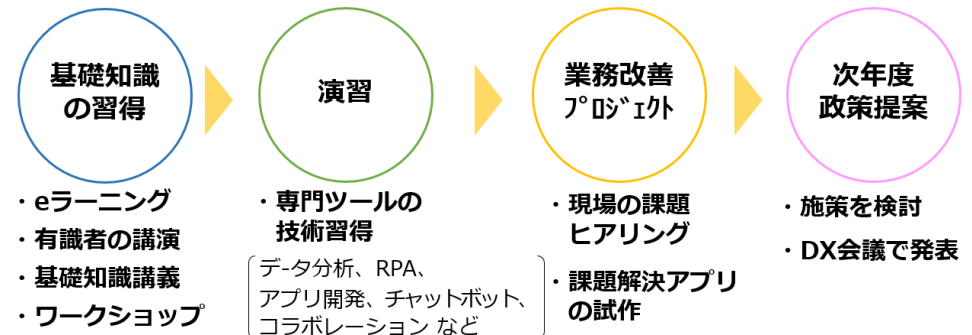 基礎知識
の習得
・eラーニング
・有識者の講演
・基礎知識講義
・ワークショップ
演習
・専門ツールの
技術習得
データ分析、RPA、
アプリ開発、チャットボット、
コラボレーション など
業務改善
ﾌﾟﾛｼﾞｪｸﾄ
・現場の課題
ヒアリング
・課題解決アプリ
の試作
次年度
政策提案
・施策を検討
・DX会議で発表